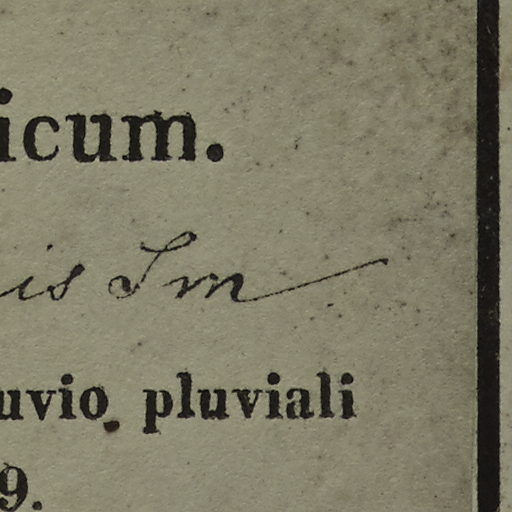 icum.
is Sm
uvio pluviali
9.